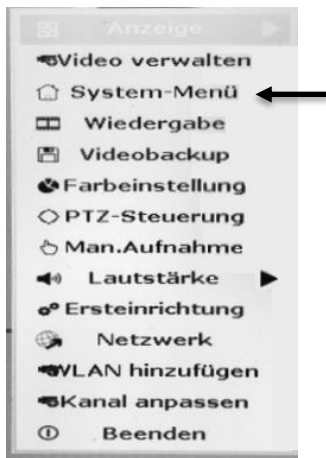 Anzeige
Video verwalten
System-Menü
Wiedergabe
Videobackup
Farbeinstellung
PTZ-Steuerung
Man.Aufnahme
Lautstärke
Ersteinrichtung
Netzwerk
WLAN hinzufügen
Kanal anpassen
Beenden